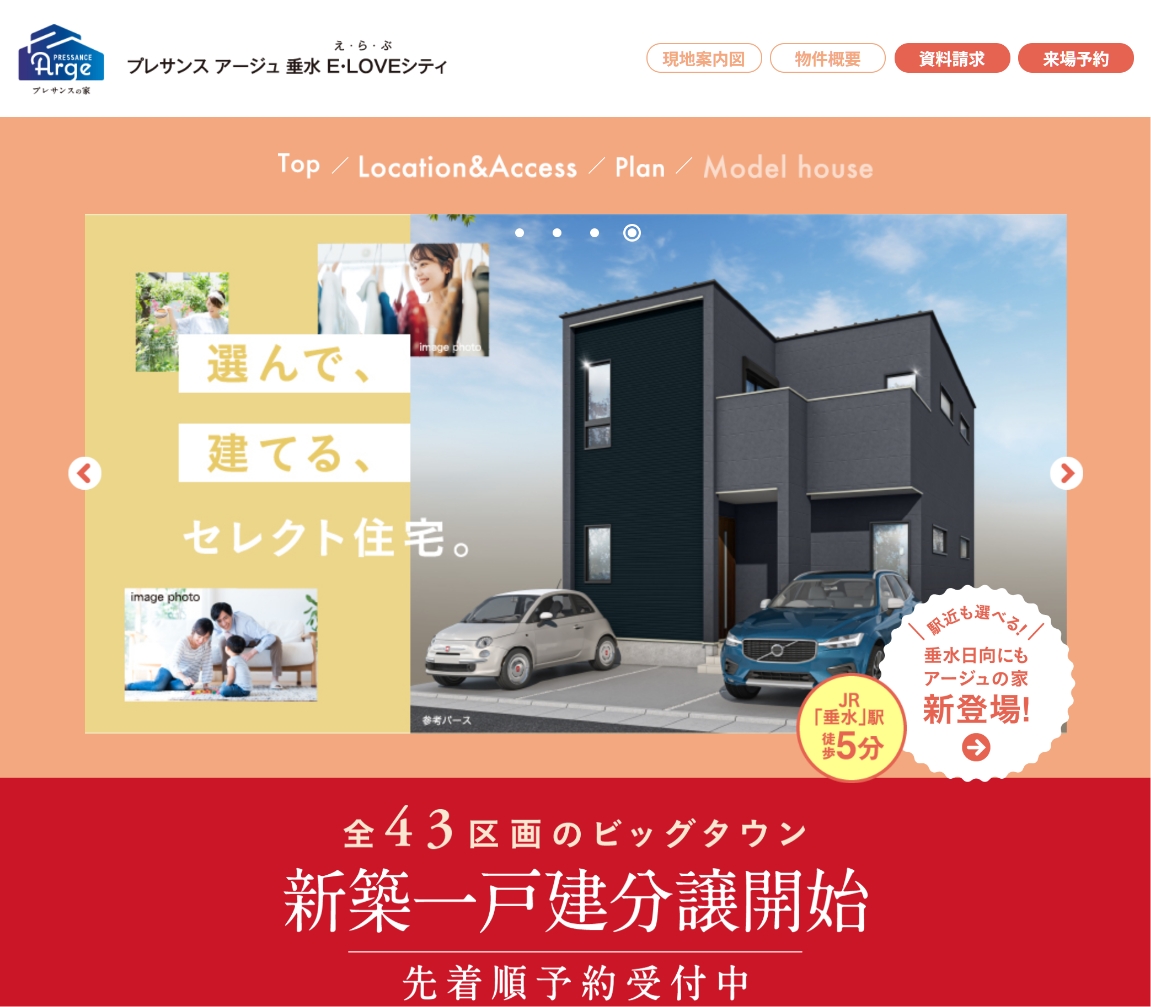 PRESSANCE
Arge
プレサンスの家
え・ら・ぶ
プレサンス アージュ 垂水 E・LOVEシティ
現地案内図
物件概要
資料請求
来場予約
Top / Location&Access / Plan / Model house
image photo
選んで、
建てる、
セレクト住宅。
image photo
参考パース
駅近も選べる!
垂水日向にも
アージュの家
新登場!
JR
「垂水」駅
徒歩5分
全43区画のビッグタウン
新築一戸建分譲開始
先着順予約受付中